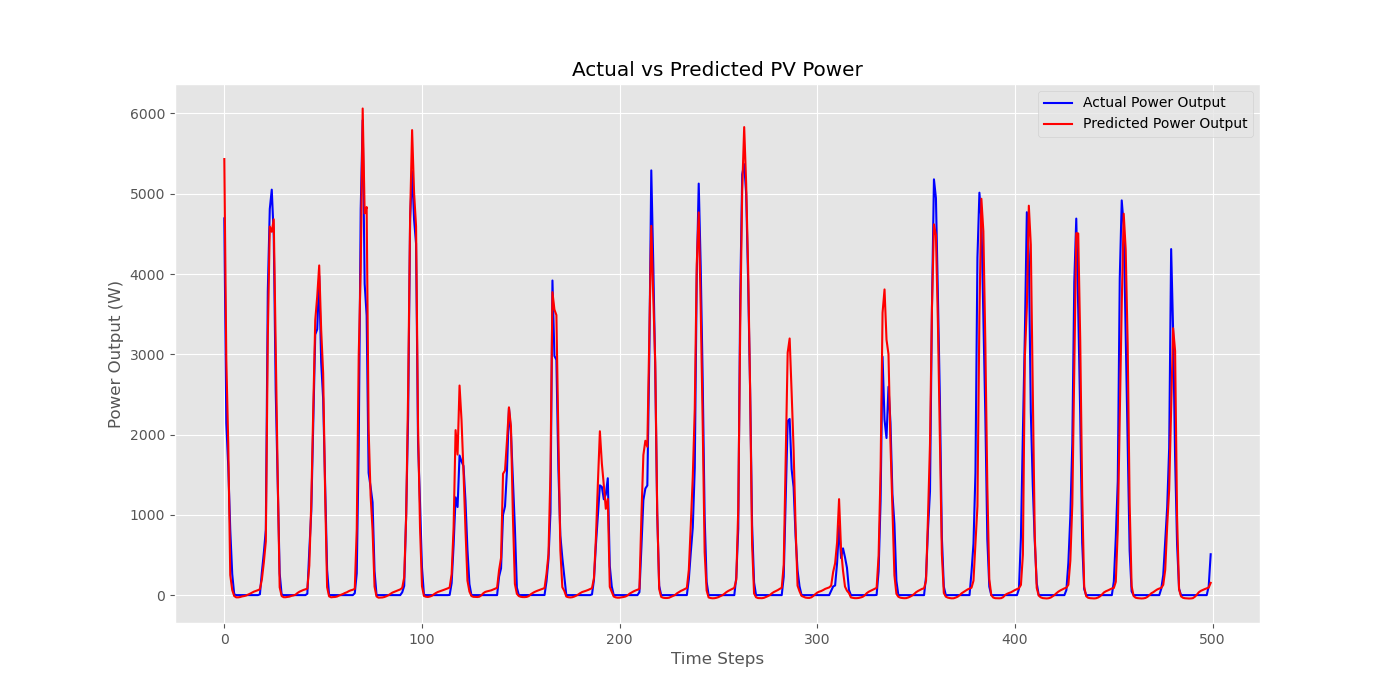 Actual vs Predicted PV Power
Actual Power Output
Predicted Power Output
Power Output (W)
6000
5000
4000
3000
2000
1000
0
0 100 200 300 400 500
Time Steps